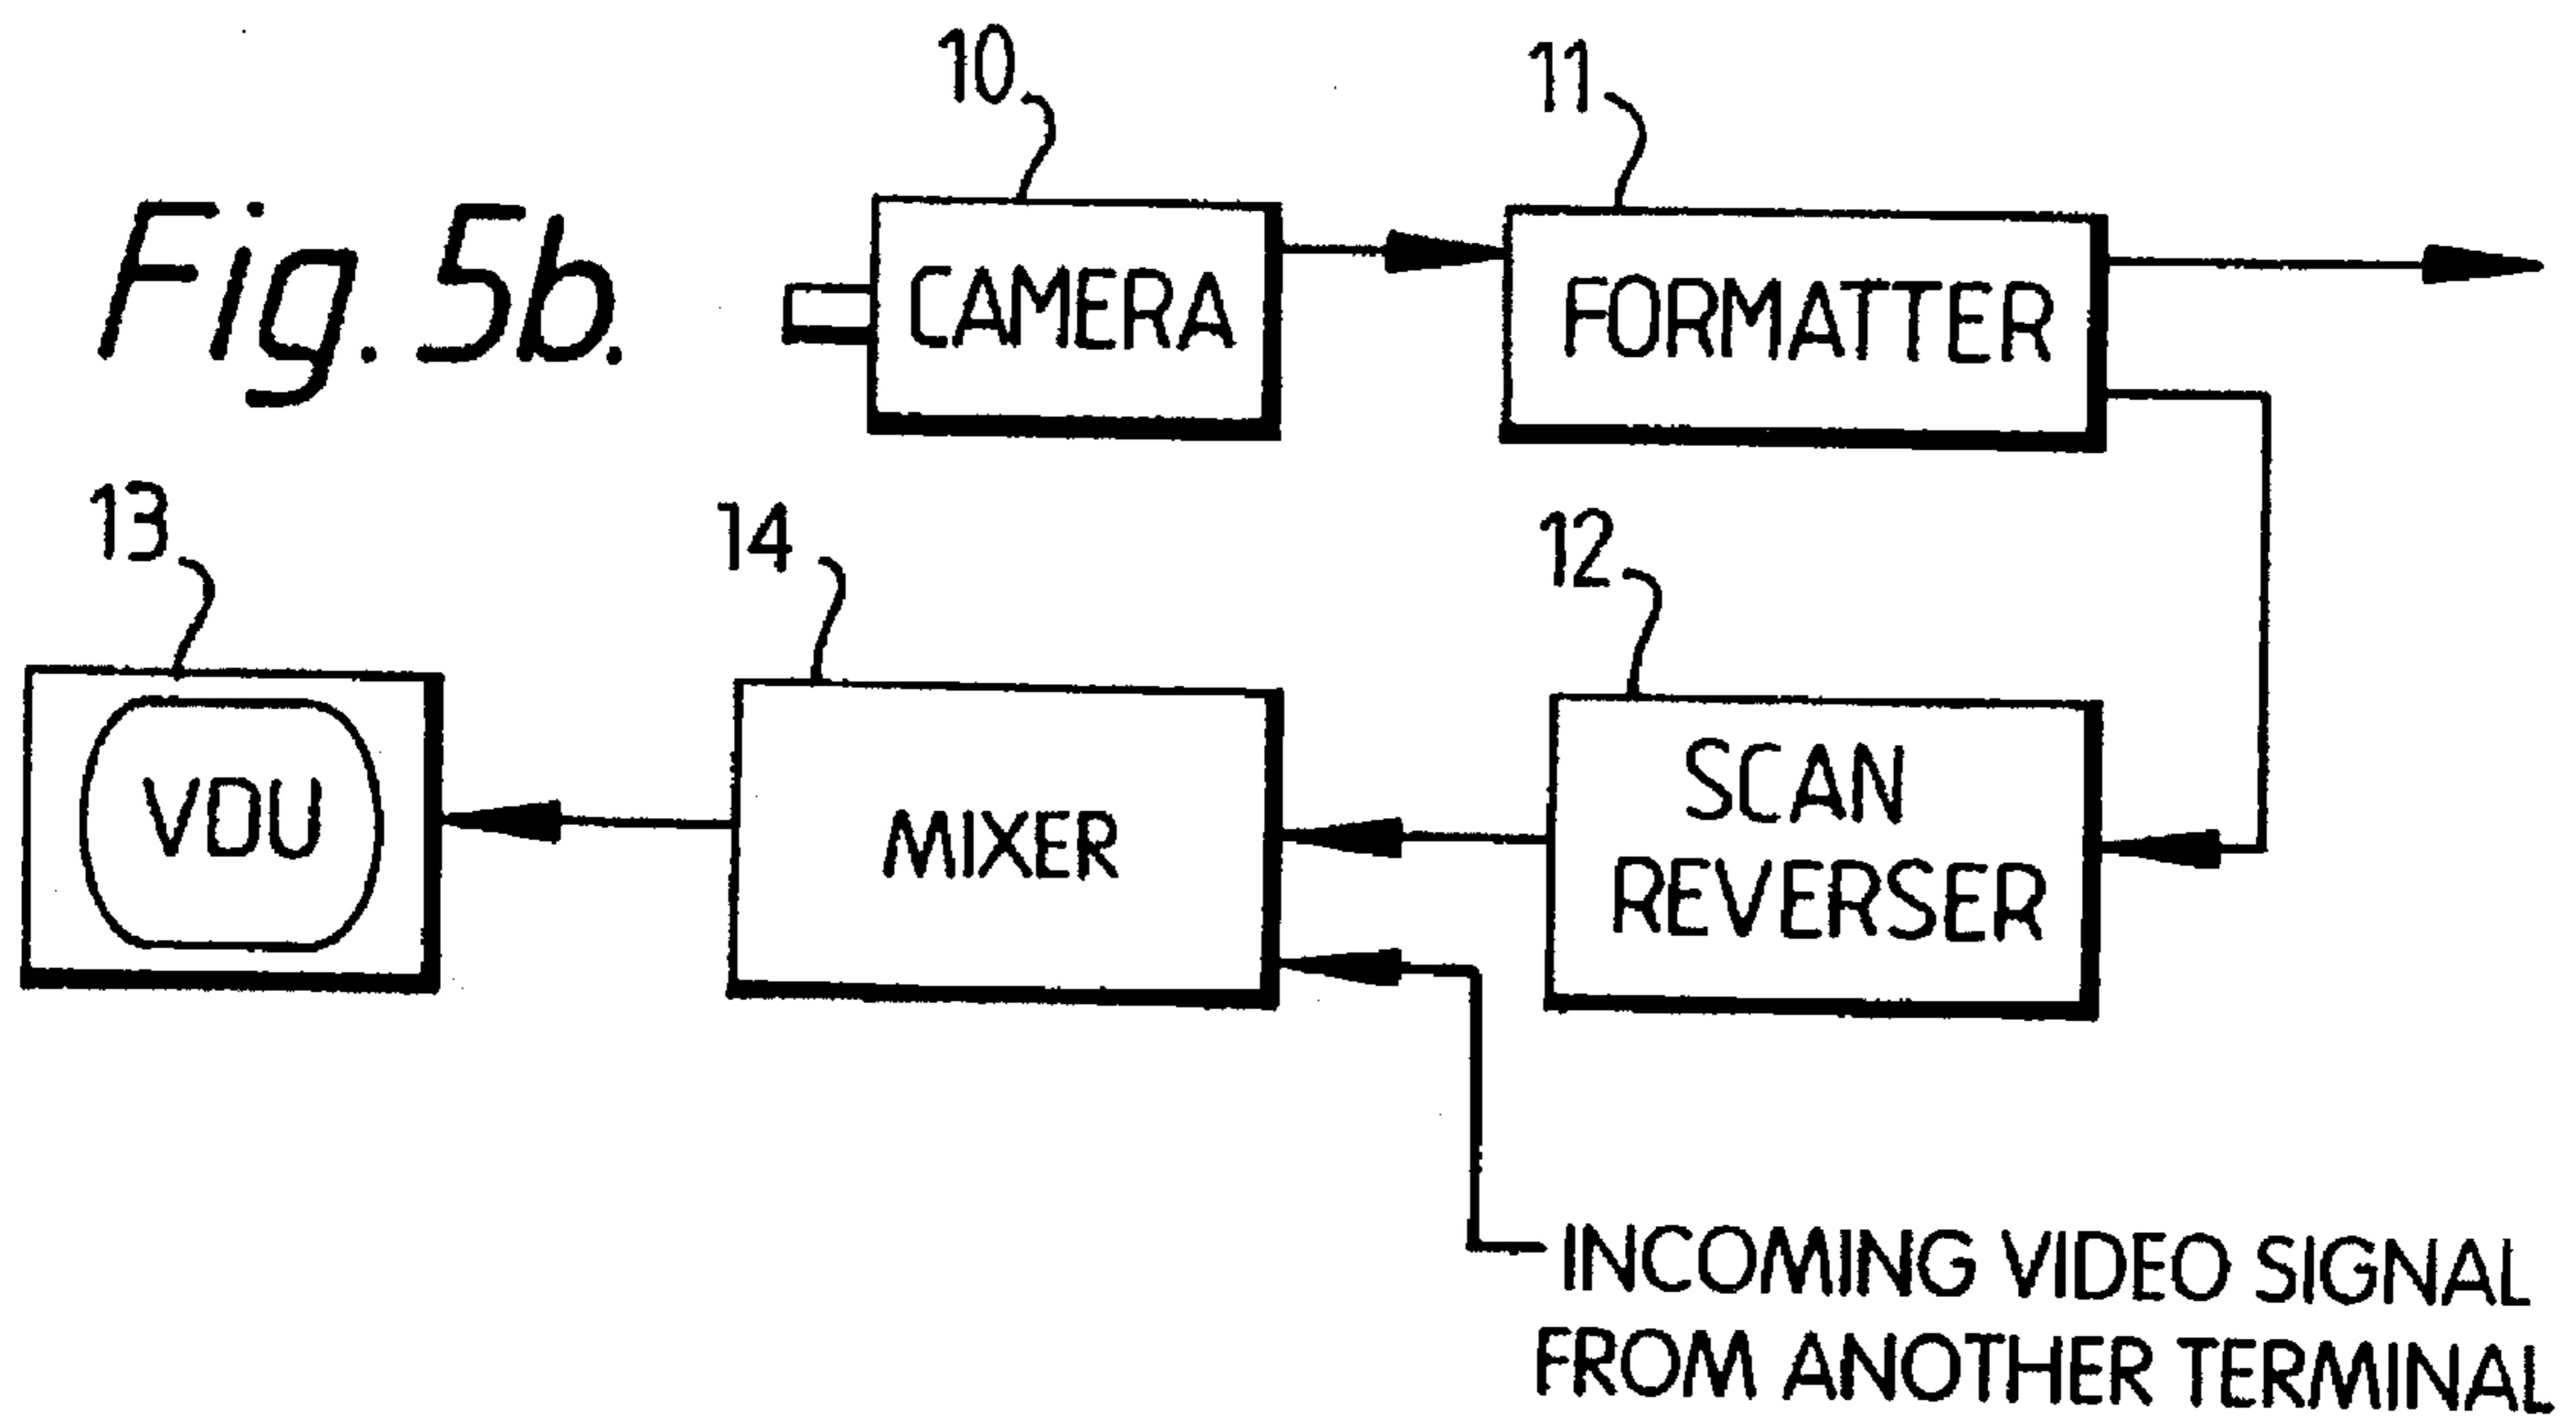 Fig. 5b.
10
11
CAMERA
FORMATTER
13
14
12
VDU
MIXER
SCAN
REVERSER
INCOMING VIDEO SIGNAL
FROM ANOTHER TERMINAL